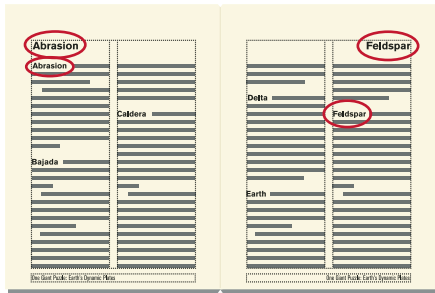 Abrasion
Abrasion
Bajada
Caldera
One Giant Puzzle: Earth's Dynamic Plates
Feldspar
Delta
Earth
Feldspar
One Giant Puzzle: Earth's Dynamic Plates